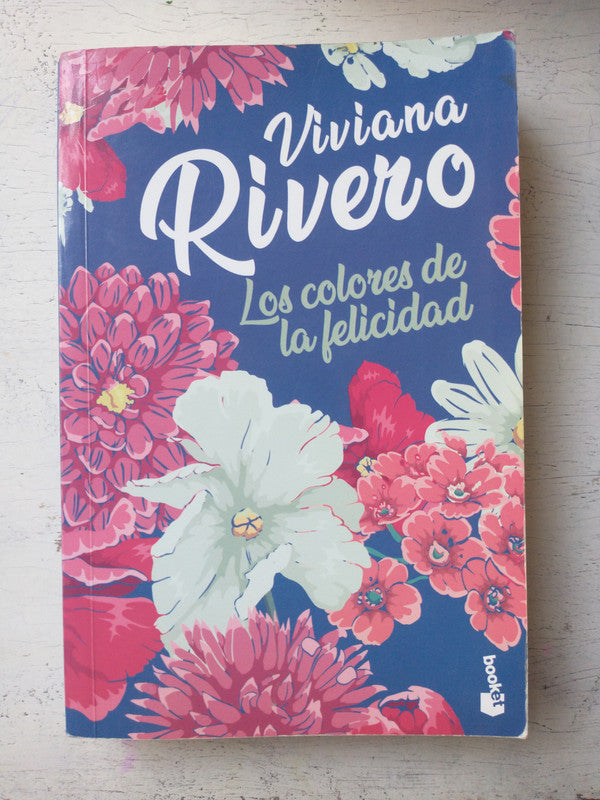 Viviana
Rivero
Los colores de
la felicidad
booket